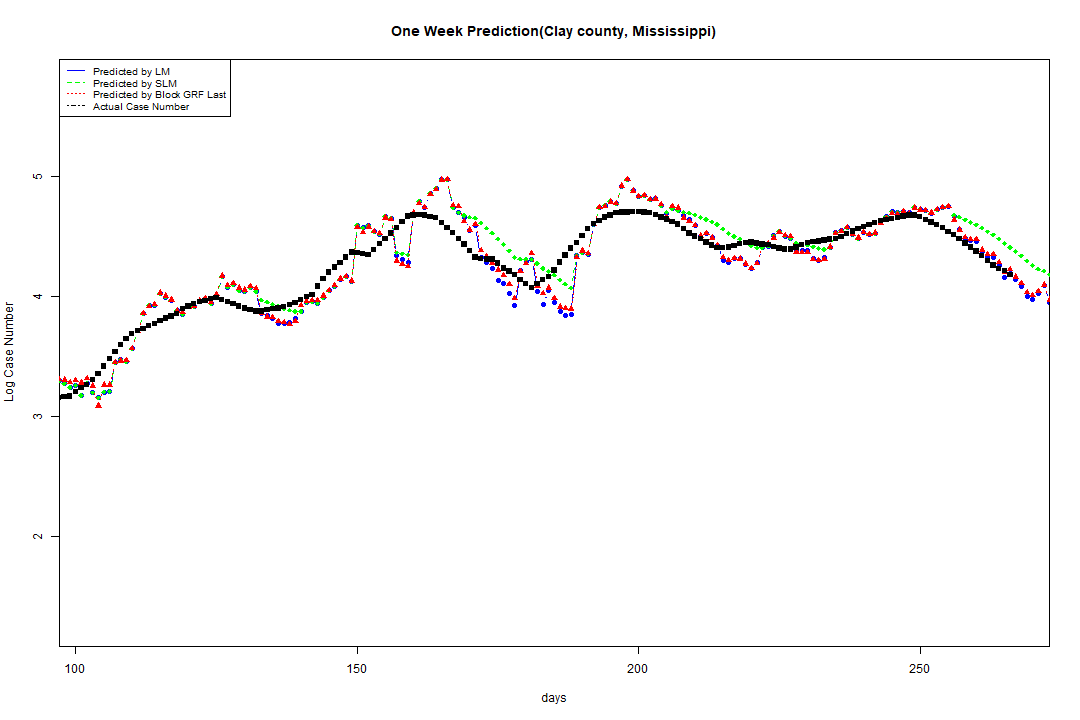 One Week Prediction(Clay county, Mississippi)
Predicted by LM
Predicted by SLM
Predicted by Block GRF Last
Actual Case Number
5
4
3
2
Log Case Number
100 150 200 250
days